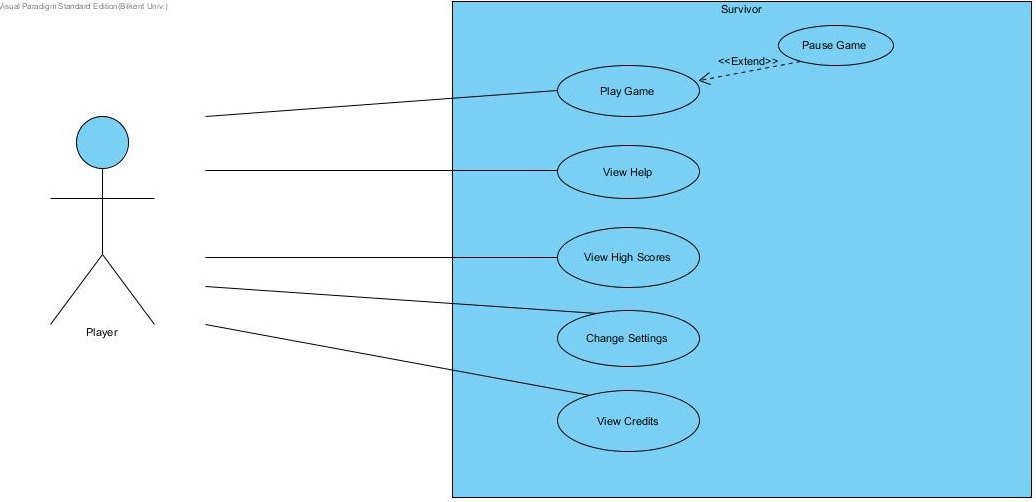 Visual Paradigm Standard Edition(Bilkent Univ.)
Survivor
Pause Game
<<Extend>>
Play Game
View Help
View High Scores
Player
Change Settings
View Credits